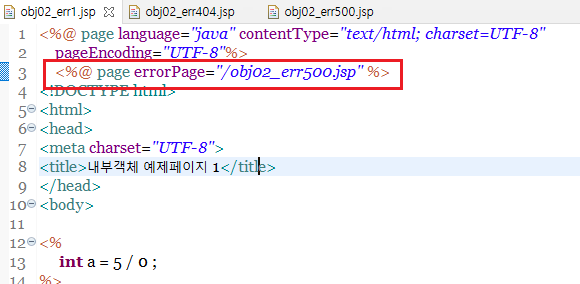 obj02_err1.jsp obj02_err404.jsp obj02_err500.jsp
1 <%@ page language="java" contentType="text/html; charset=UTF-8"
2 pageEncoding="UTF-8"%>
3 <%@ page errorPage="/obj02_err500.jsp" %>
4 <!DOCTYPE html>
5 <html>
6 <head>
7 <meta charset="UTF-8">
8 <title>내부객체 예제페이지 1</title>
9 </head>
10 <body>
11
12 <%
13 int a = 5 / 0 ;
14 %>